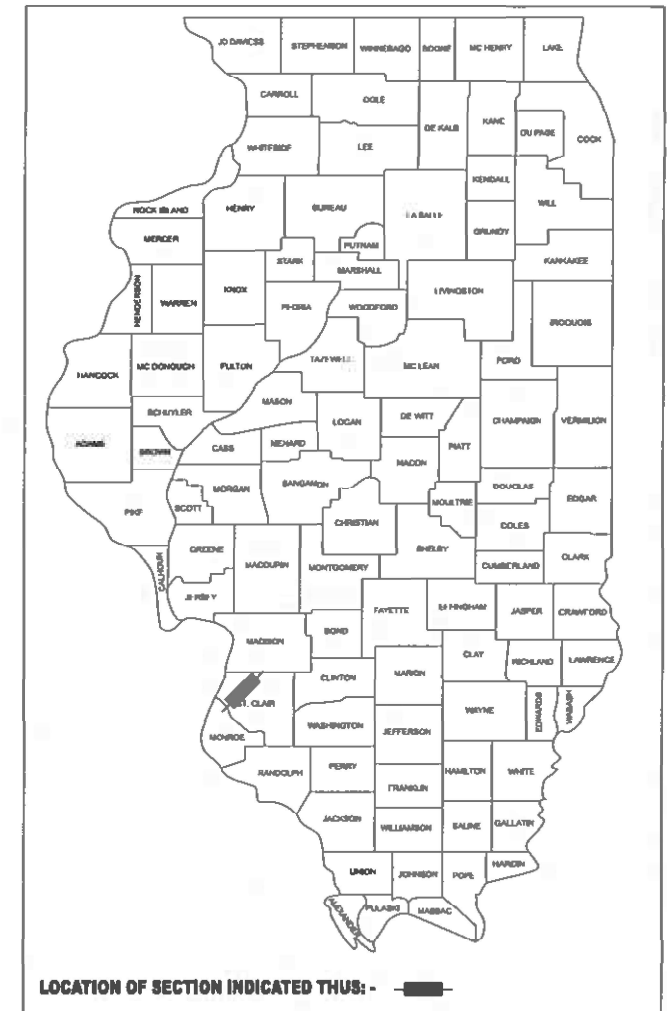 JO DAVIESS STEPHENSON WINNEBAGO BOONE MC HENRY LAKE
CARROLL OGLE DE KALB KANE DU PAGE COOK
WHITESIDE LEE
KENDALL
ROCK ISLAND HENRY BUREAU LA SALLE WILL
MERCER PUTNAM GRUNDY
STARK MARSHALL KANKAKEE
HENDERSON WARREN KNOX LIVINGSTON
PEORIA WOODFORD IROQUOIS
HANCOCK MC DONOUGH FULTON TAZEWELL MC LEAN FORD
SCHUYLER MASON
LOGAN DE WITT CHAMPAIGN VERMILION
ADAMS BROWN CASS MENARD PIATT
MACON
MORGAN SANGAMON DOUGLAS EDGAR
PIKE SCOTT MOULTRIE
CHRISTIAN COLES
GREENE SHELBY
CALHOUN MACOUPIN MONTGOMERY CUMBERLAND CLARK
JERSEY FAYETTE EFFINGHAM JASPER CRAWFORD
MADISON BOND
CLAY RICHLAND LAWRENCE
CLINTON MARION
ST. CLAIR WAYNE EDWARDS WABASH
WASHINGTON JEFFERSON
MONROE
RANDOLPH PERRY HAMILTON WHITE
FRANKLIN
JACKSON WILLIAMSON SALINE GALLATIN
UNION JOHNSON POPE HARDIN
ALEXANDER PULASKI MASSAC
LOCATION OF SECTION INDICATED THUS: -